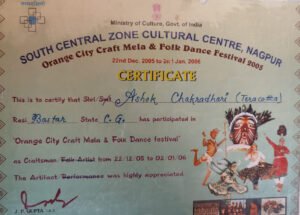 Ministry of Culture, Govt. of India
SOUTH CENTRAL ZONE CULTURAL CENTRE, NAGPUR
Orange City Craft Mela & Folk Dance Festival 2005
22nd Dec. 2005 to 2nd Jan. 2006
CERTIFICATE
This is to certify that Shri/Smt. Ashok Chakradhari (Teracotta)
Resi. Bastar State C.G. has participated in
'Orange City Craft Mela & Folk Dance festival'
as Craftsman Folk Artist from 22.12.05 to 02.01.06
The Artifact Performance was highly appreciated
J.P. GUPTA